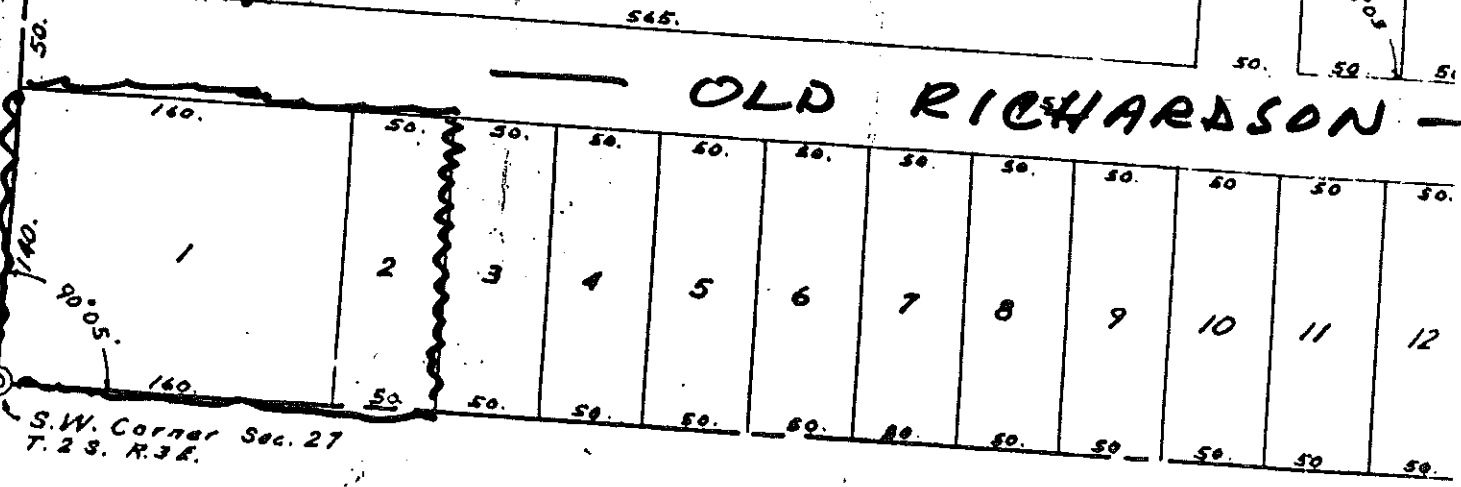 565.
50.
50. 50. 5
— OLD RICHARDSON —
160. 50. 50. 50. 50. 50. 50. 50. 50. 50 50 50.
140.
1 2 3 4 5 6 7 8 9 10 11 12
90°05'
160. 50. 50. 50. 50. 50. 50. 50. 50 50. 50 50.
S.W. Corner Sec. 27
T. 2 S. R. 3 E.